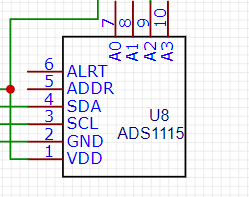 7 8 9 10
A0 A1 A2 A3
6 ALRT
5 ADDR
4 SDA
3 SCL
2 GND
1 VDD
U8
ADS1115